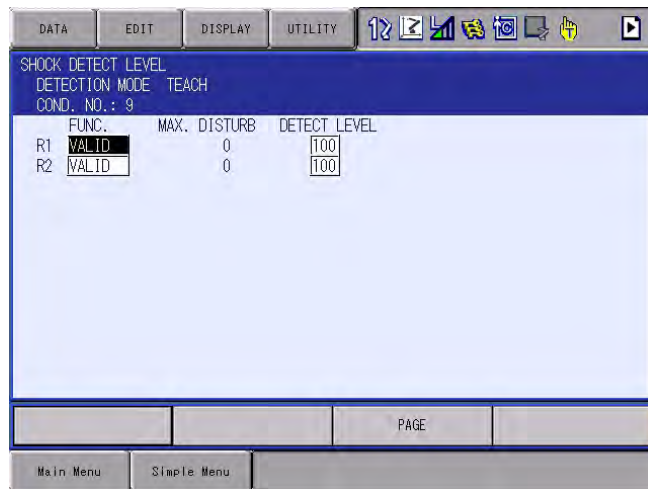 DATA EDIT DISPLAY UTILITY 12
SHOCK DETECT LEVEL
DETECTION MODE TEACH
COND. NO.: 9
FUNC. MAX. DISTURB DETECT LEVEL
R1 VALID 0 100
R2 VALID 0 100
PAGE
Main Menu Simple Menu